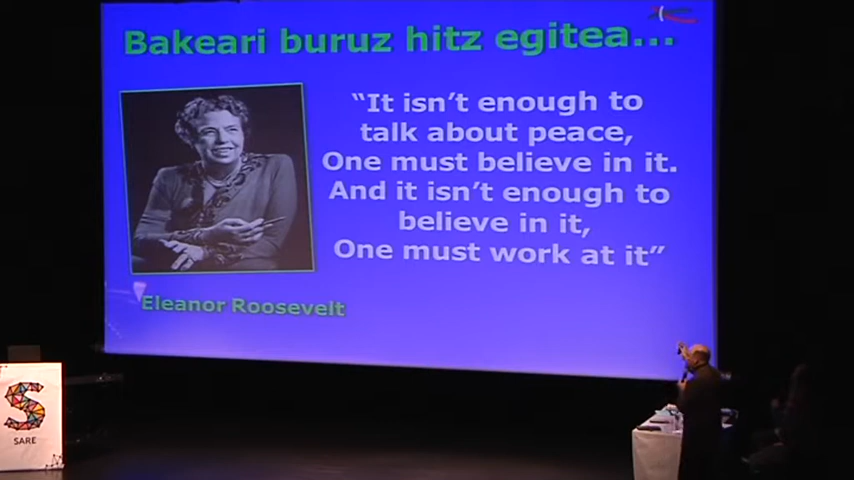 Bakeari buruz hitz egitea...
“It isn’t enough to
talk about peace,
One must believe in it.
And it isn’t enough to
believe in it,
One must work at it”
Eleanor Roosevelt
SARE